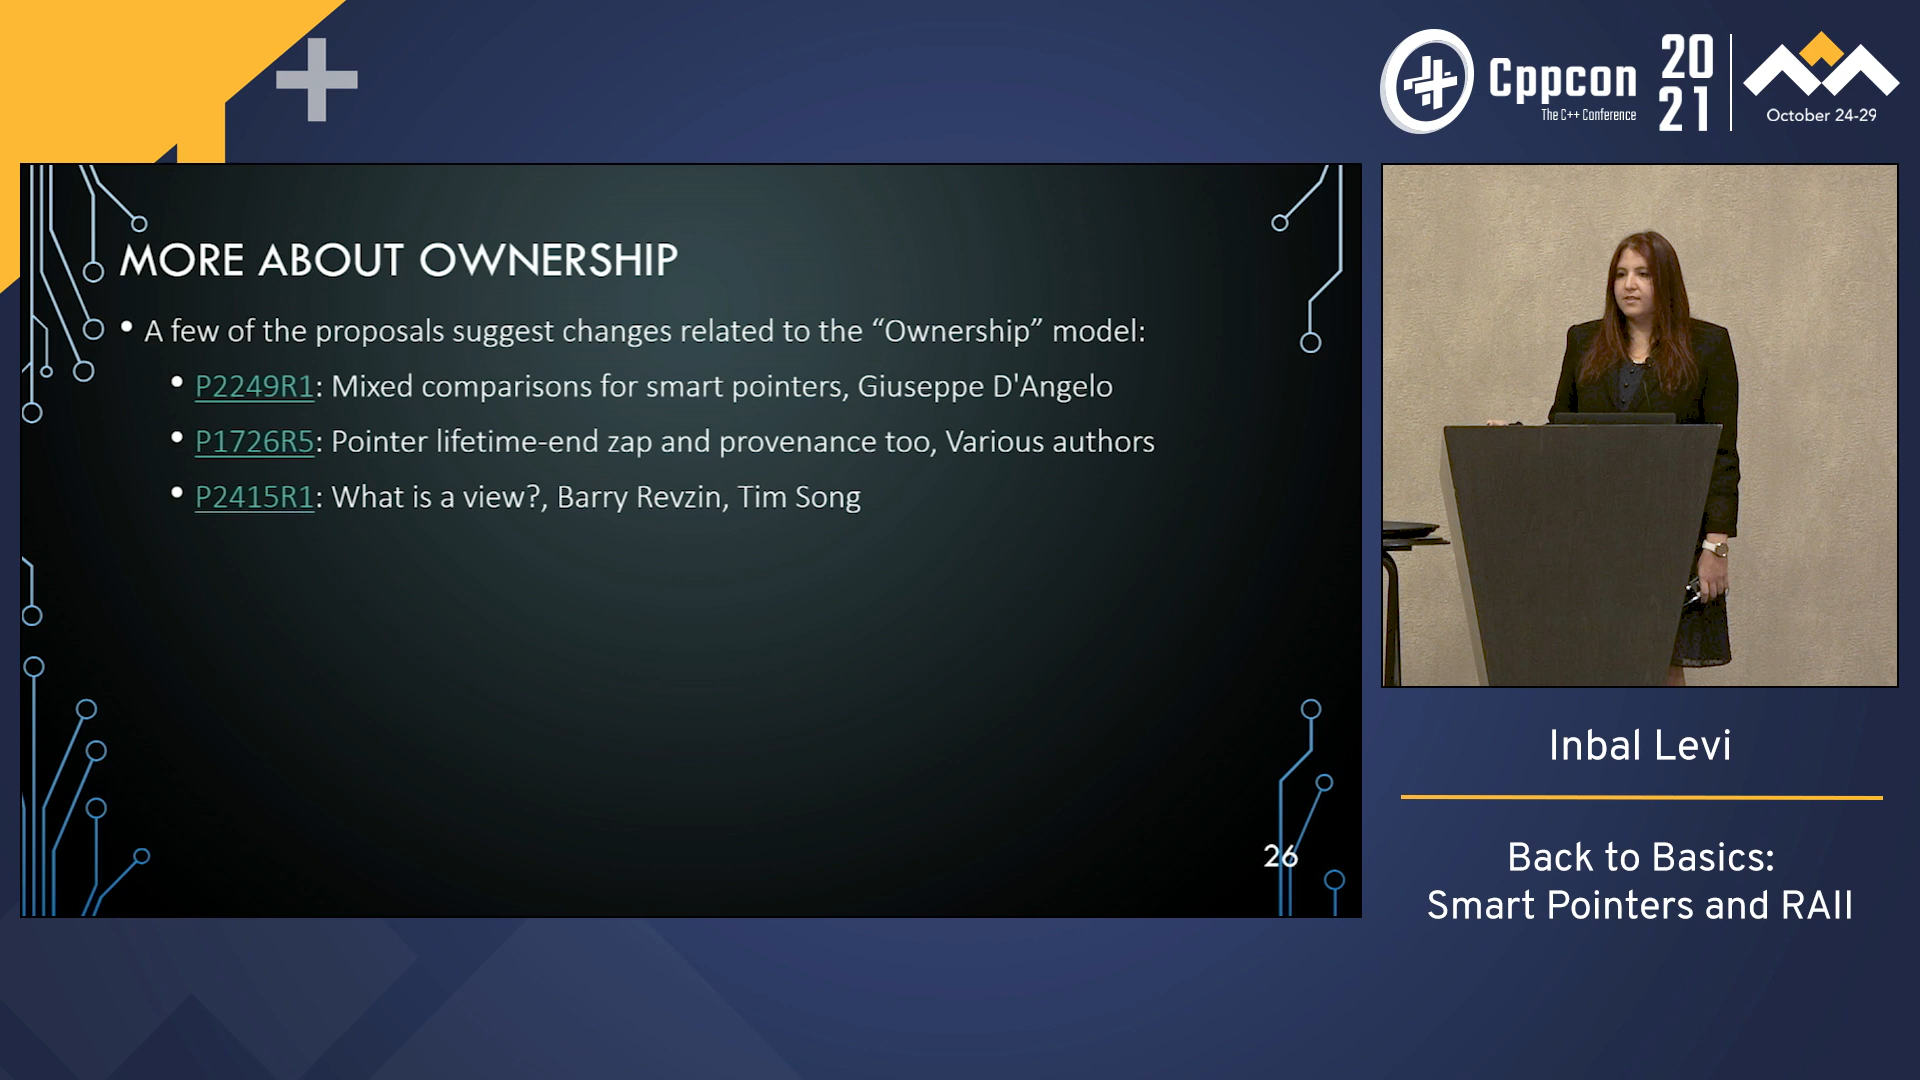 Cppcon
The C++ Conference
20
21
October 24-29
MORE ABOUT OWNERSHIP
• A few of the proposals suggest changes related to the “Ownership” model:
• P2249R1: Mixed comparisons for smart pointers, Giuseppe D'Angelo
• P1726R5: Pointer lifetime-end zap and provenance too, Various authors
• P2415R1: What is a view?, Barry Revzin, Tim Song
26
Inbal Levi
Back to Basics:
Smart Pointers and RAII